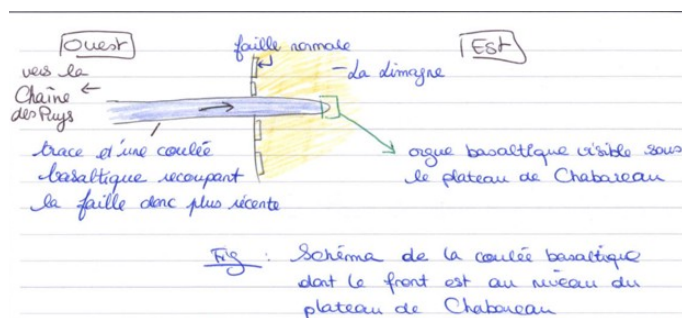 Ouest
faille normale
Est
vers la
Chaîne
des Puys
- La Limagne
trace d'une coulée
basaltique recoupant
la faille donc plus récente
orgue basaltique visible sous
le plateau de Chabareau
Fig : Schéma de la coulée basaltique
dont le front est au niveau du
plateau de Chabareau